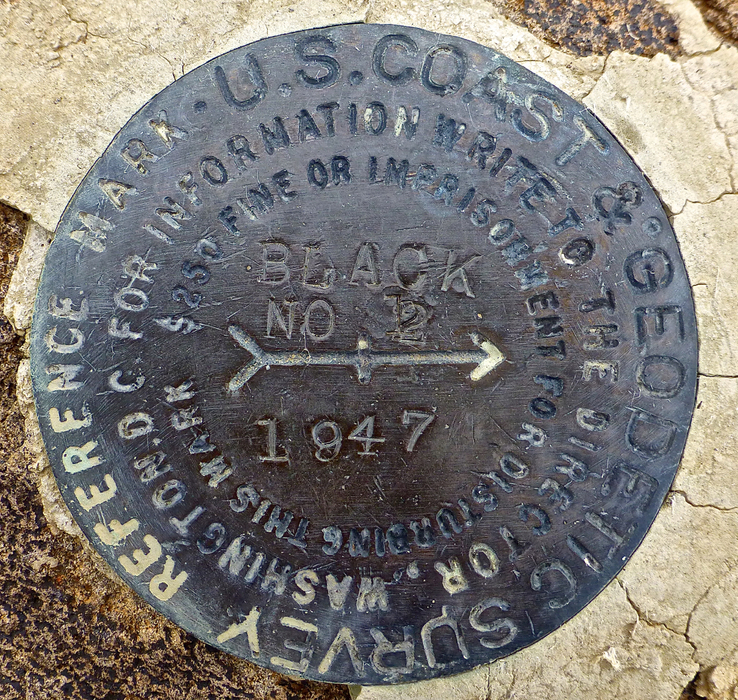 U.S. COAST & GEODETIC SURVEY REFERENCE MARK
FOR INFORMATION WRITE TO THE DIRECTOR, WASHINGTON. D.C.
$250 FINE OR IMPRISONMENT FOR DISTURBING THIS MARK
BLACK
NO 2
1947